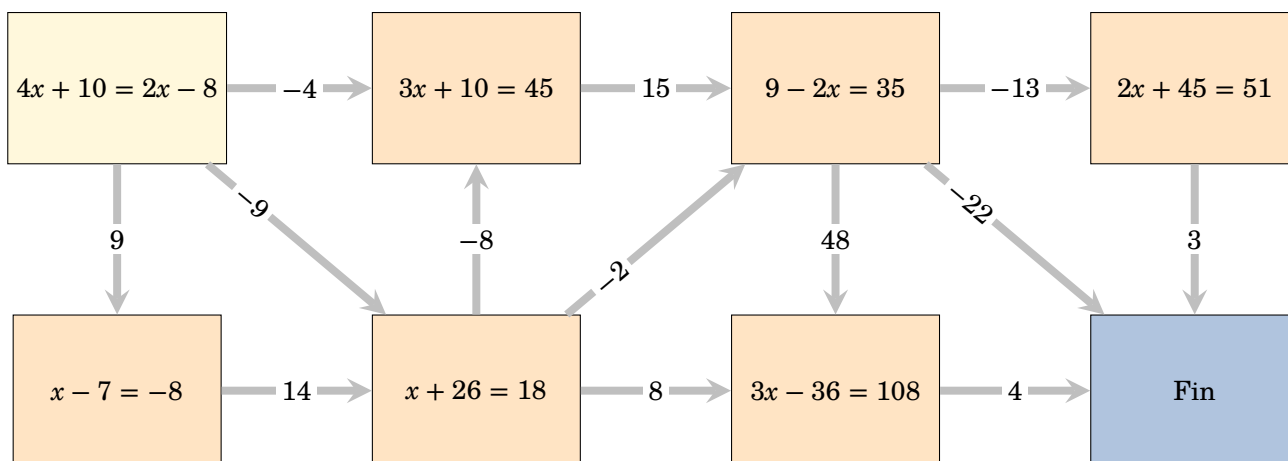 4x + 10 = 2x − 8 −4 3x + 10 = 45 15 9 − 2x = 35 −13 2x + 45 = 51
9 −9 −8 −2 48 −22 3
x − 7 = −8 14 x + 26 = 18 8 3x − 36 = 108 4 Fin